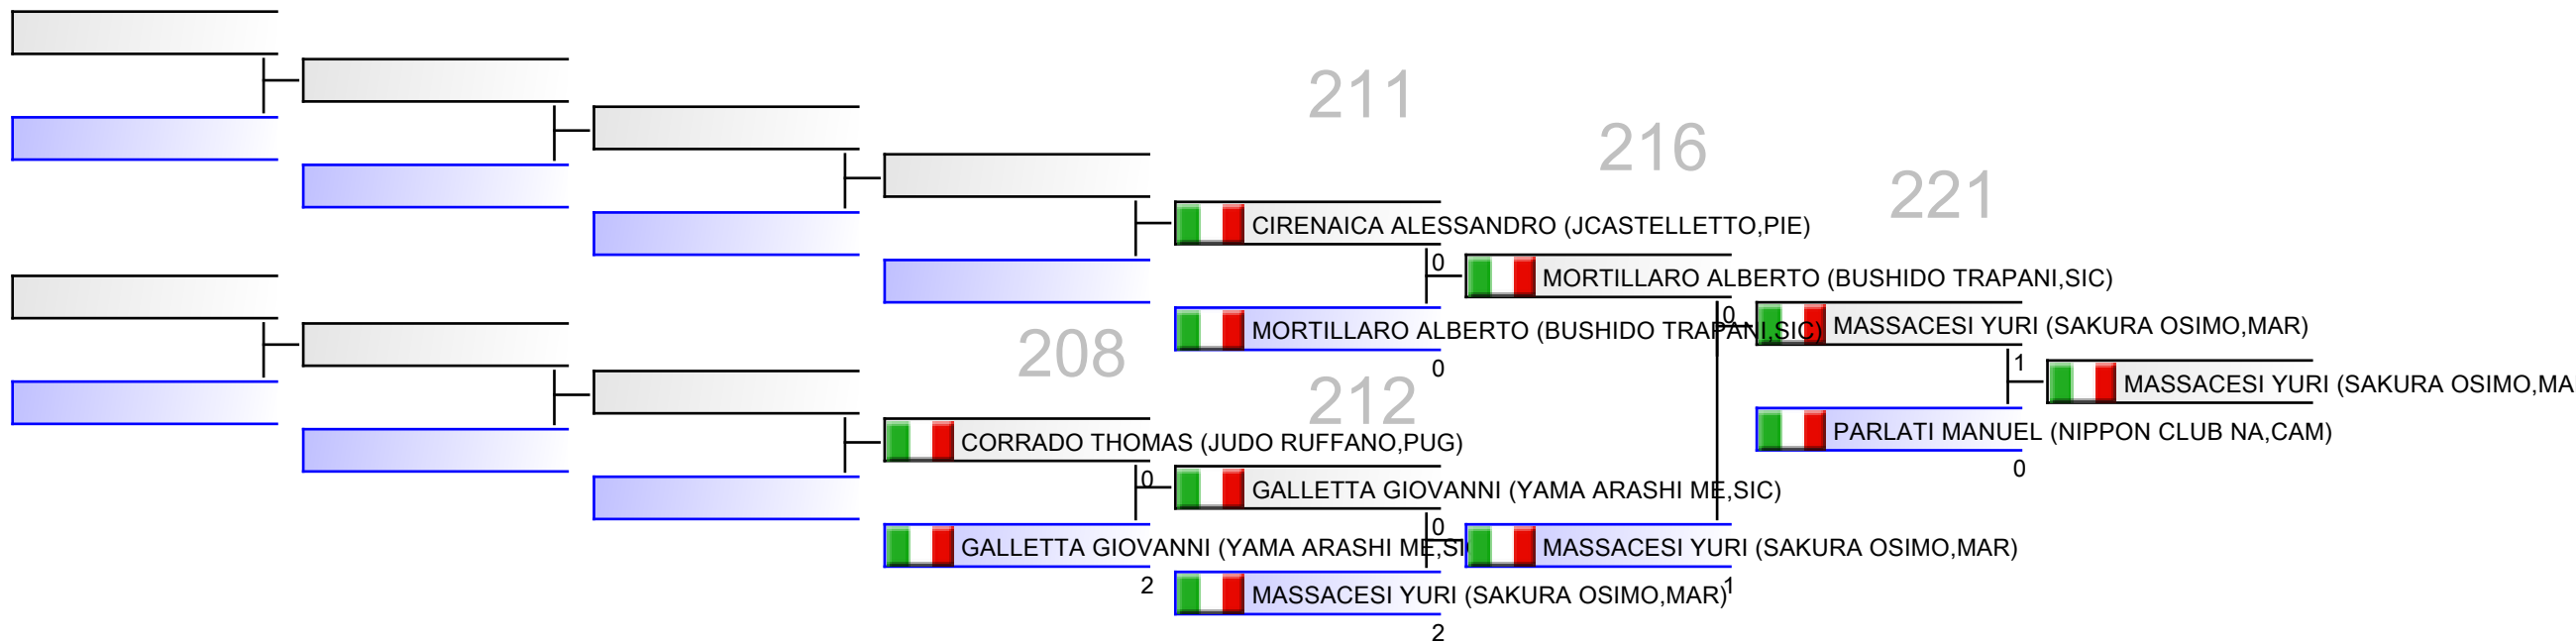 211
216
221
CIRENAICA ALESSANDRO (JCASTELLETTO,PIE)
0
MORTILLARO ALBERTO (BUSHIDO TRAPANI,SIC)
0
MORTILLARO ALBERTO (BUSHIDO TRAPANI,SIC)
MASSACESI YURI (SAKURA OSIMO,MAR)
208
0
1
212
MASSACESI YURI (SAKURA OSIMO,MA
CORRADO THOMAS (JUDO RUFFANO,PUG)
PARLATI MANUEL (NIPPON CLUB NA,CAM)
0
0
GALLETTA GIOVANNI (YAMA ARASHI ME,SIC)
0
GALLETTA GIOVANNI (YAMA ARASHI ME,SI
MASSACESI YURI (SAKURA OSIMO,MAR)
2
1
MASSACESI YURI (SAKURA OSIMO,MAR)
2